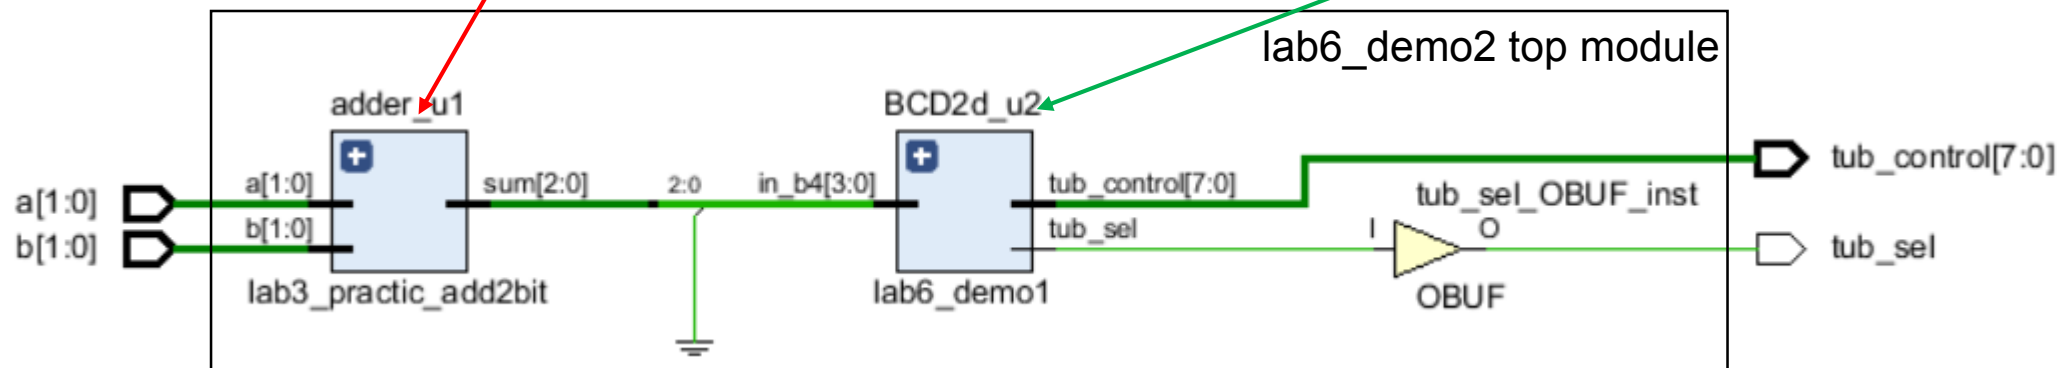 lab6_demo2 top module
adder_u1
BCD2d_u2
a[1:0]
b[1:0]
a[1:0]
b[1:0]
sum[2:0]
lab3_practic_add2bit
2:0
in_b4[3:0]
tub_control[7:0]
tub_sel
lab6_demo1
tub_sel_OBUF_inst
I
O
OBUF
tub_control[7:0]
tub_sel